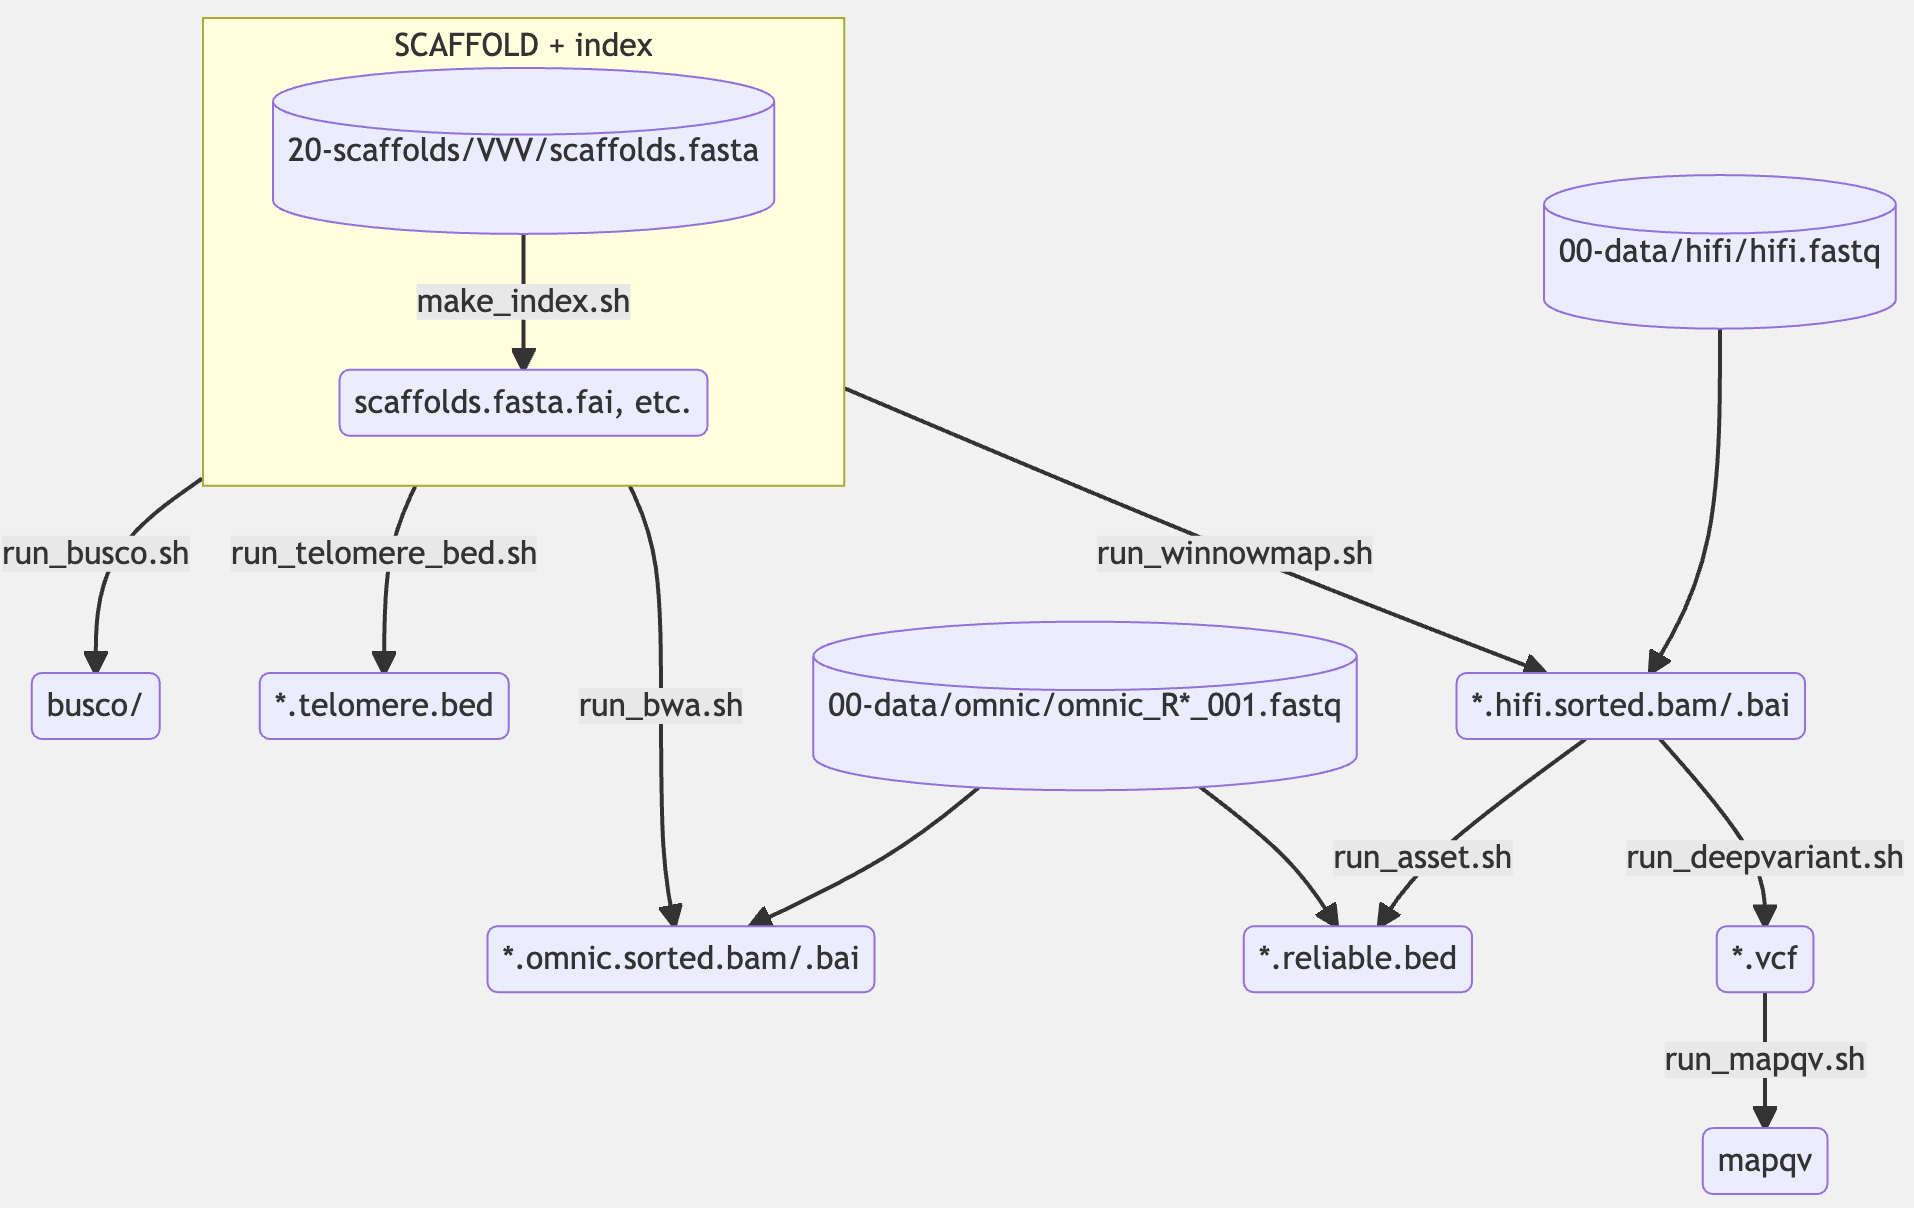 SCAFFOLD + index
20-scaffolds/VVV/scaffolds.fasta
make_index.sh
scaffolds.fasta.fai, etc.
00-data/hifi/hifi.fastq
run_busco.sh
run_telomere_bed.sh
run_winnowmap.sh
busco/
*.telomere.bed
run_bwa.sh
00-data/omnic/omnic_R*_001.fastq
*.hifi.sorted.bam/.bai
run_asset.sh
run_deepvariant.sh
*.omnic.sorted.bam/.bai
*.reliable.bed
*.vcf
run_mapqv.sh
mapqv